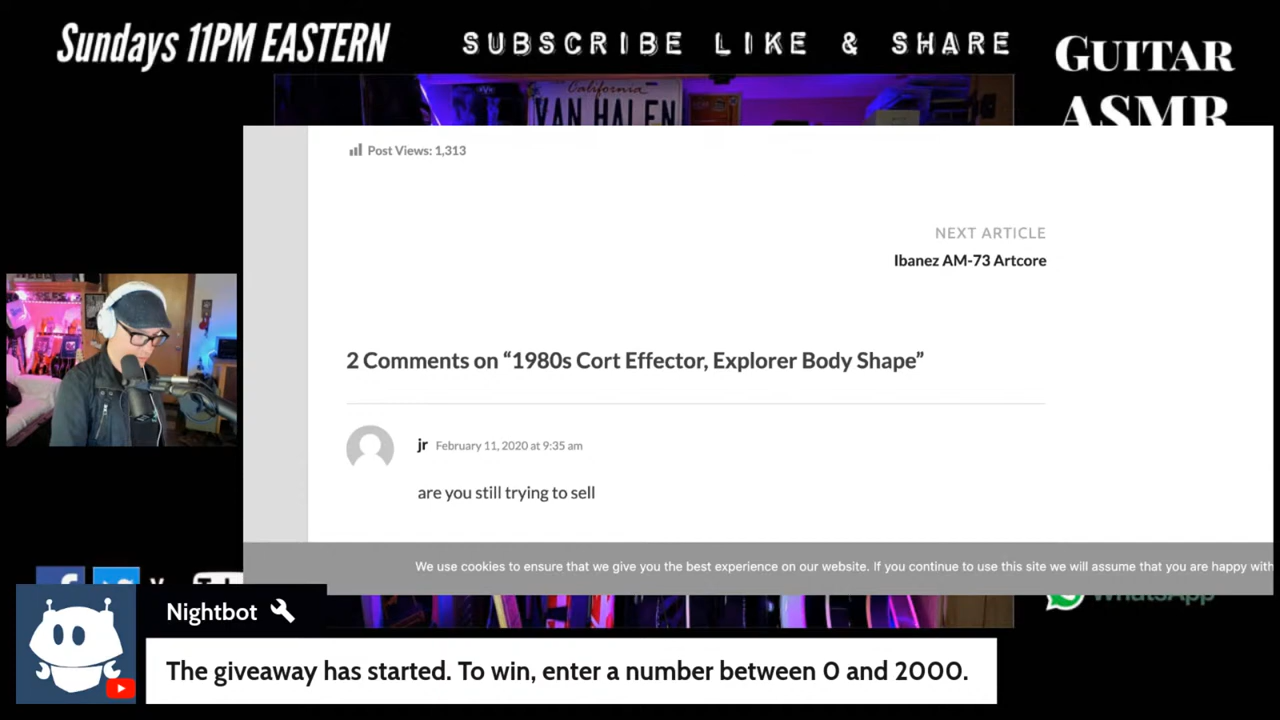 Sundays 11PM EASTERN
SUBSCRIBE LIKE & SHARE
GUITAR
ASMR
California
VAN HALEN
Post Views: 1,313
NEXT ARTICLE
Ibanez AM-73 Artcore
2 Comments on “1980s Cort Effector, Explorer Body Shape”
jr February 11, 2020 at 9:35 am
are you still trying to sell
We use cookies to ensure that we give you the best experience on our website. If you continue to use this site we will assume that you are happy with
WhatsApp
Nightbot
The giveaway has started. To win, enter a number between 0 and 2000.